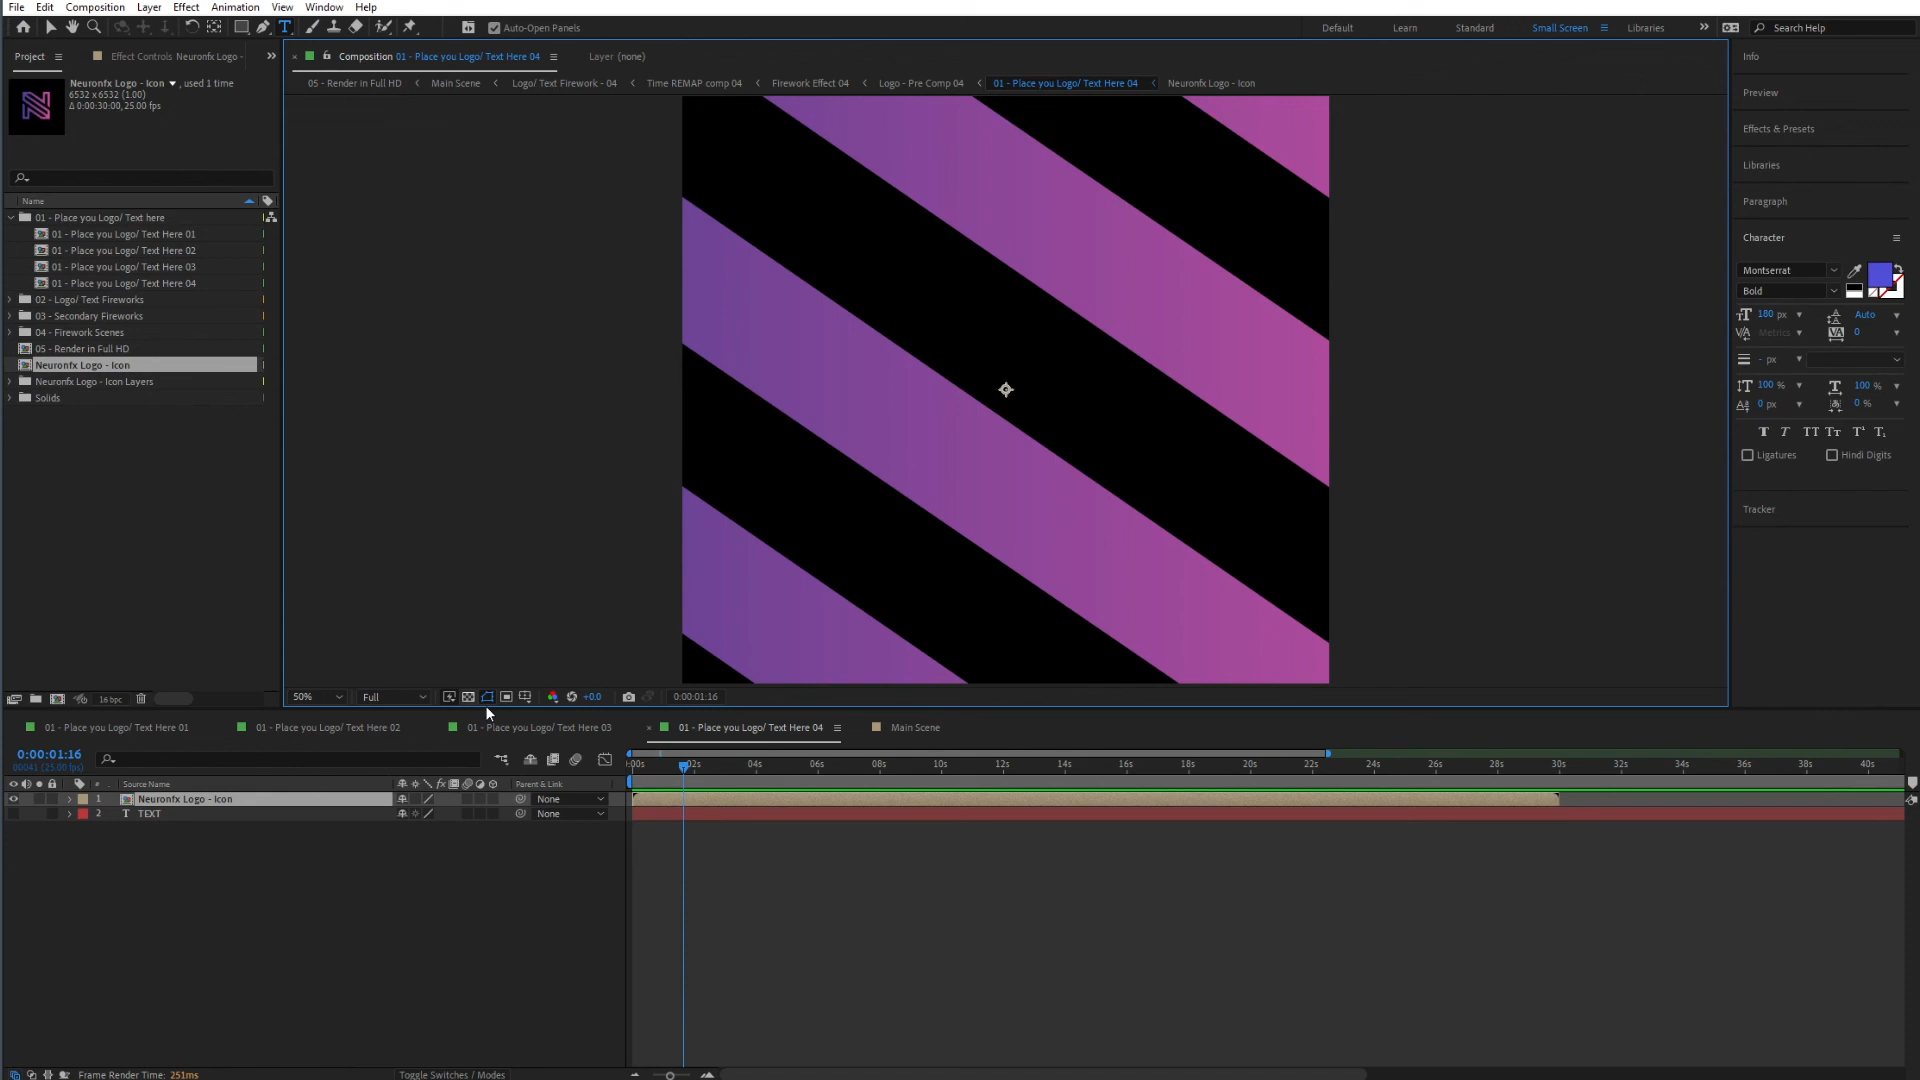 File Edit Composition Layer Effect Animation View Window Help
Auto-Open Panels Default Learn Standard Small Screen Libraries Search Help
Project Effect Controls Neuronfx Logo - Composition 01 - Place you Logo/ Text Here 04 Layer (none) Info
05 - Render in Full HD Main Scene Logo/ Text Firework - 04 Time REMAP comp 04 Firework Effect 04 Logo - Pre Comp 04 01 - Place you Logo/ Text Here 04 Neuronfx Logo - Icon
Neuronfx Logo - Icon , used 1 time
6532 x 6532 (1.00)
Δ 0:00:30:00, 25.00 fps
Preview
Effects & Presets
Libraries
Paragraph
Character
Montserrat
Bold
180 px Auto
Metrics 0
- px
100 % 100 %
0 px 0 %
Ligatures Hindi Digits
Tracker
Name
01 - Place you Logo/ Text here
01 - Place you Logo/ Text Here 01
01 - Place you Logo/ Text Here 02
01 - Place you Logo/ Text Here 03
01 - Place you Logo/ Text Here 04
02 - Logo/ Text Fireworks
03 - Secondary Fireworks
04 - Firework Scenes
05 - Render in Full HD
Neuronfx Logo - Icon
Neuronfx Logo - Icon Layers
Solids
16 bpc 50% Full +0.0 0:00:01:16
01 - Place you Logo/ Text Here 01 01 - Place you Logo/ Text Here 02 01 - Place you Logo/ Text Here 03 01 - Place you Logo/ Text Here 04 Main Scene
0:00:01:16
00041 (25.00 fps)
:00s 02s 04s 06s 08s 10s 12s 14s 16s 18s 20s 22s 24s 26s 28s 30s 32s 34s 36s 38s 40s
# Source Name fx Parent & Link
1 Neuronfx Logo - Icon None
2 T TEXT None
Frame Render Time: 251ms Toggle Switches / Modes